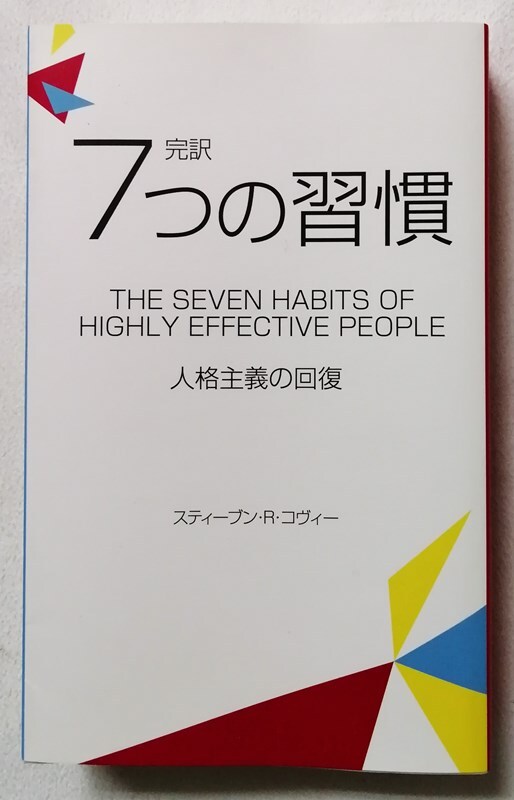 完訳
7つの習慣
THE SEVEN HABITS OF
HIGHLY EFFECTIVE PEOPLE
人格主義の回復
スティーブン・R・コヴィー